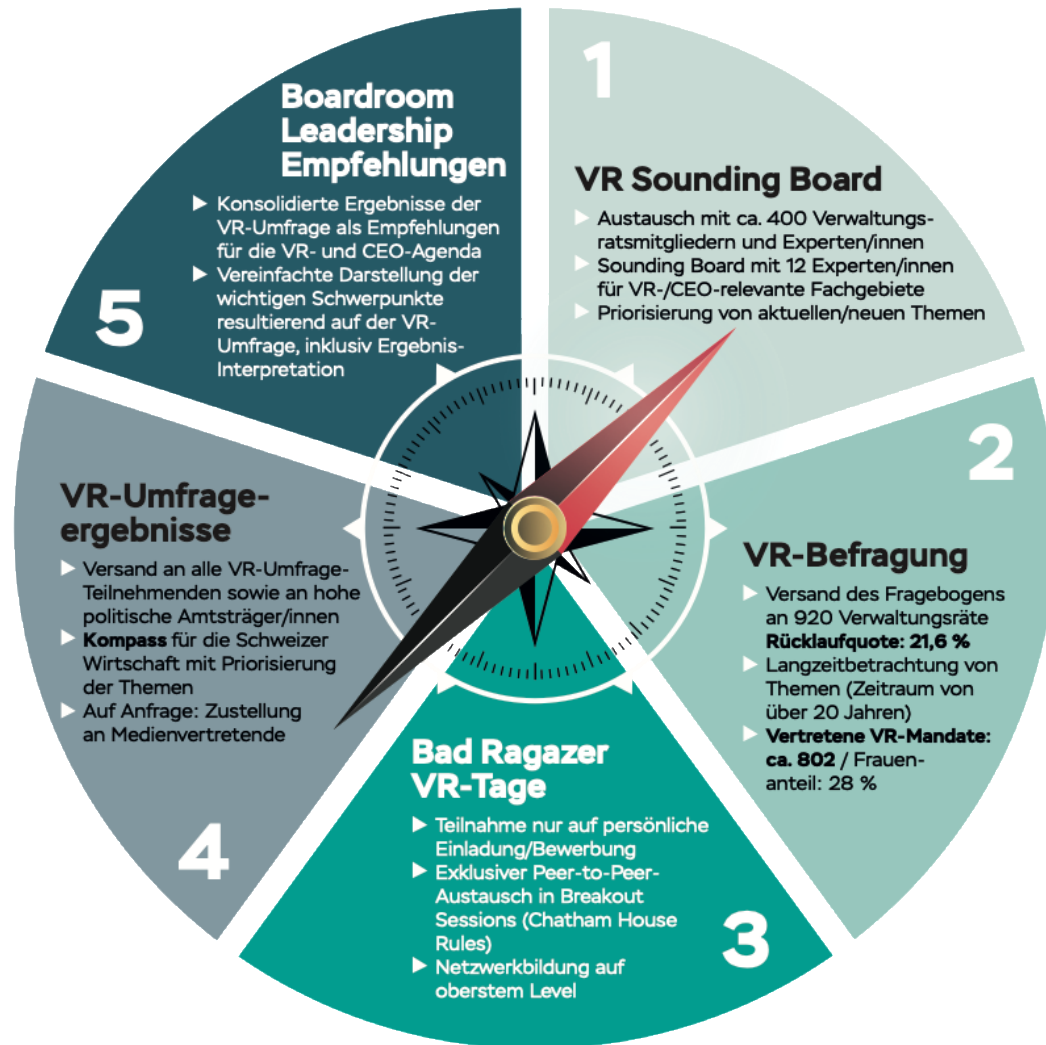 1
VR Sounding Board
Austausch mit ca. 400 Verwaltungs-
ratsmitgliedern und Experten/innen
Sounding Board mit 12 Experten/innen
für VR-/CEO-relevante Fachgebiete
Priorisierung von aktuellen/neuen Themen
2
VR-Befragung
Versand des Fragebogens
an 920 Verwaltungsräte
Rücklaufquote: 21,6 %
Langzeitbetrachtung von
Themen (Zeitraum von
über 20 Jahren)
Vertretene VR-Mandate:
ca. 802 / Frauen-
anteil: 28 %
Bad Ragazer
VR-Tage
Teilnahme nur auf persönliche
Einladung/Bewerbung
Exklusiver Peer-to-Peer-
Austausch in Breakout
Sessions (Chatham House
Rules)
Netzwerkbildung auf
oberstem Level
3
VR-Umfrage-
ergebnisse
Versand an alle VR-Umfrage-
Teilnehmenden sowie an hohe
politische Amtsträger/innen
Kompass für die Schweizer
Wirtschaft mit Priorisierung
der Themen
Auf Anfrage: Zustellung
an Medienvertretende
4
Boardroom
Leadership
Empfehlungen
Konsolidierte Ergebnisse der
VR-Umfrage als Empfehlungen
für die VR- und CEO-Agenda
Vereinfachte Darstellung der
wichtigen Schwerpunkte
resultierend auf der VR-
Umfrage, inklusiv Ergebnis-
Interpretation
5